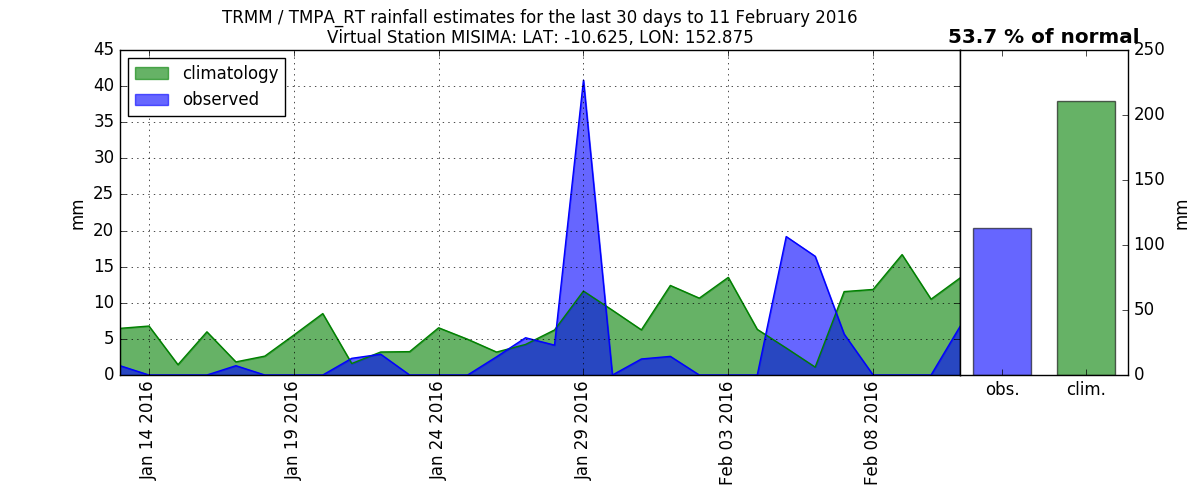 TRMM / TMPA_RT rainfall estimates for the last 30 days to 11 February 2016
Virtual Station MISIMA: LAT: -10.625, LON: 152.875
53.7 % of normal
climatology
observed
45
40
35
30
25
20
15
10
5
0
mm
Jan 14 2016
Jan 19 2016
Jan 24 2016
Jan 29 2016
Feb 03 2016
Feb 08 2016
obs.
clim.
250
200
150
100
50
0
mm